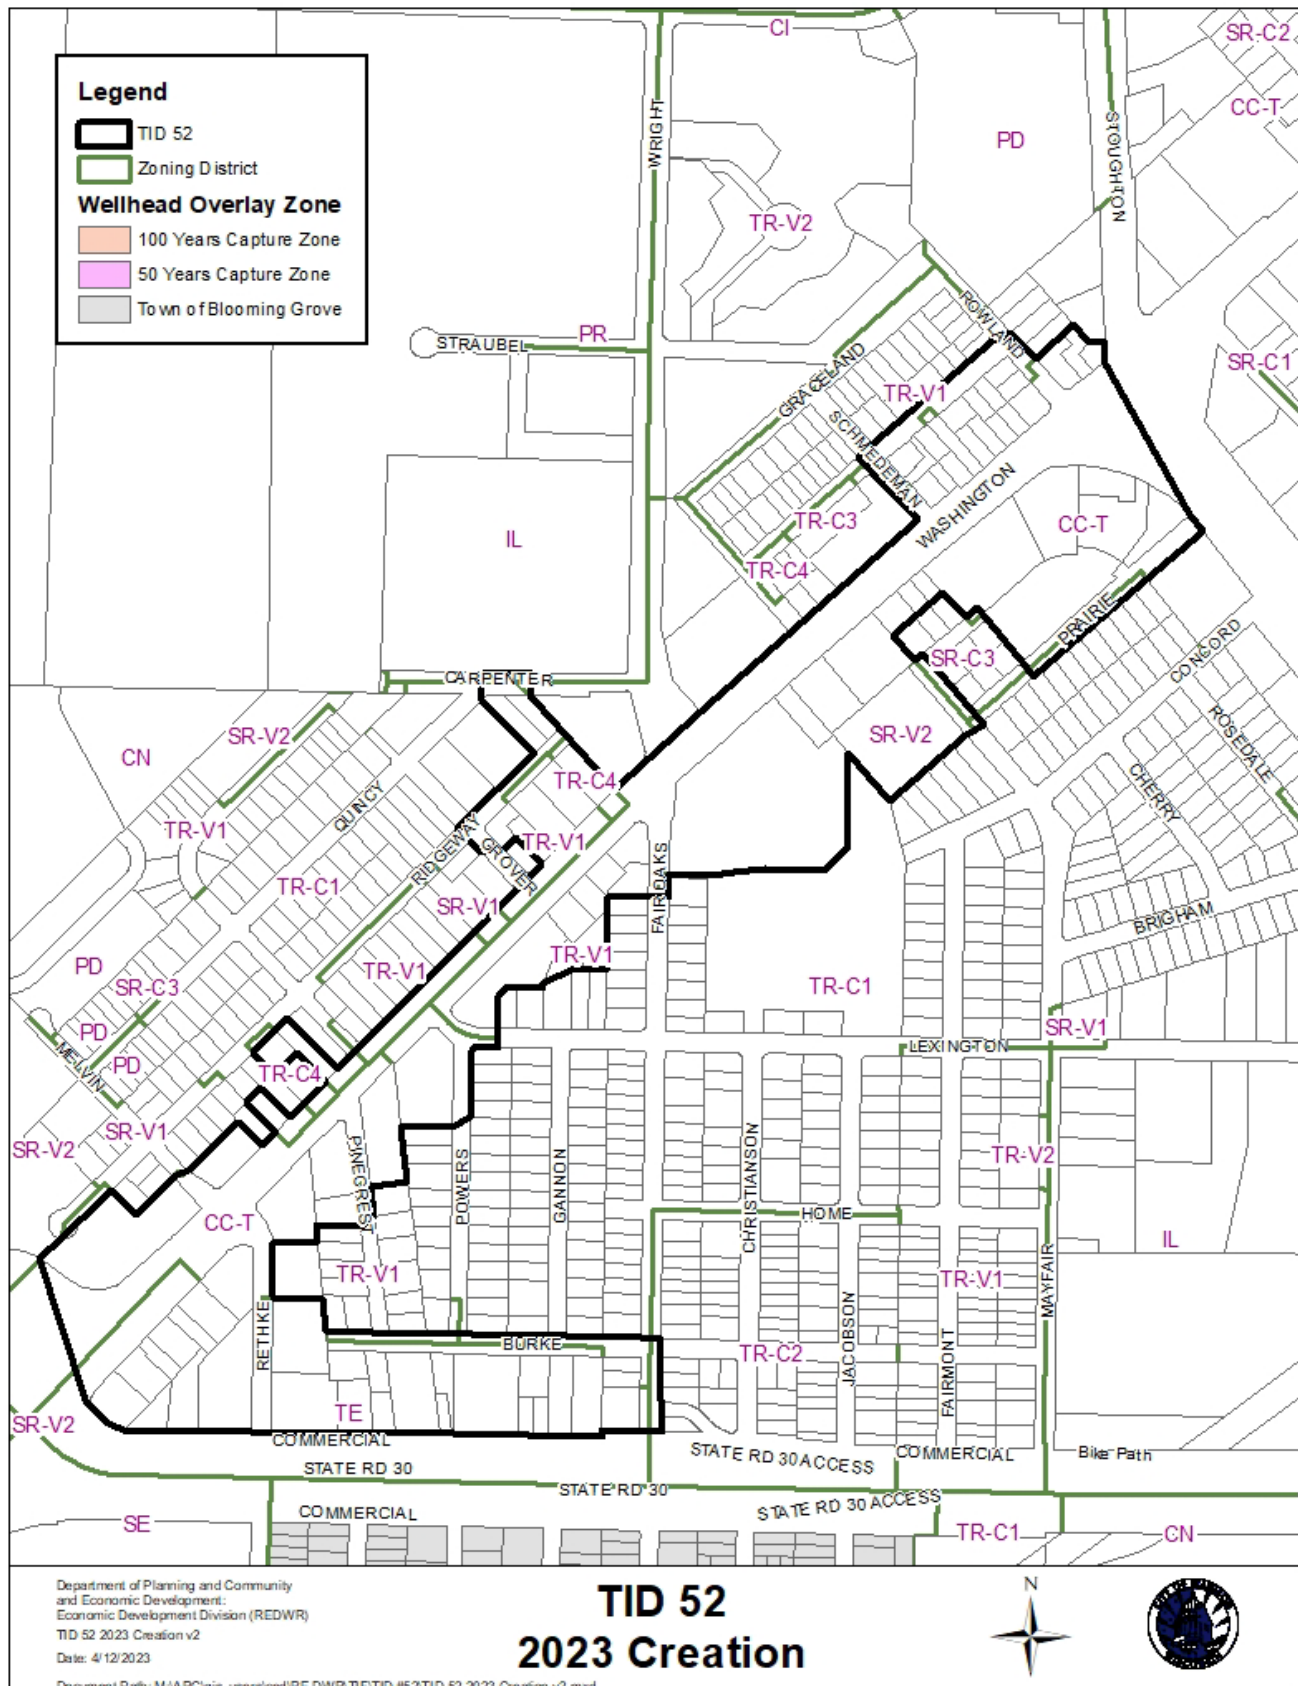 CI
SR-C2
Legend
TID 52
Zoning District
Wellhead Overlay Zone
100 Years Capture Zone
50 Years Capture Zone
Town of Blooming Grove
WRIGHT
CC-T
PD
STOUGHTON
TR-V2
ROWLAND
STRAUBEL
PR
GRACELAND
SR-C1
TR-V1
SCHMEDEMAN
WASHINGTON
TR-C3
CC-T
IL
TR-C4
PRAIRIE
CONCORD
SR-C3
CARPENTER
SR-V2
ROSEDALE
SR-V2
CN
TR-C4
CHERRY
QUINCY
TR-V1
RIDGEWAY
TR-V1
GROVER
FAIR OAKS
TR-C1
SR-V1
BRIGHAM
TR-V1
PD
TR-V1
SR-C3
TR-C1
PD
SR-V1
MELVIN
PD
TR-C4
LEXINGTON
SR-V1
SR-V2
PINECREST
POWERS
GANNON
CHRISTIANSON
TR-V2
CC-T
HOME
IL
TR-V1
TR-V1
MAYFAIR
RETHKE
BURKE
TR-C2
JACOBSON
FAIRMONT
TE
SR-V2
COMMERCIAL
STATE RD 30 ACCESS
COMMERCIAL
Bike Path
STATE RD 30
STATE RD 30
STATE RD 30 ACCESS
COMMERCIAL
SE
TR-C1
CN
Department of Planning and Community
and Economic Development:
Economic Development Division (REDWR)
TID 52 2023 Creation v2
Date: 4/12/2023
TID 52
2023 Creation
N